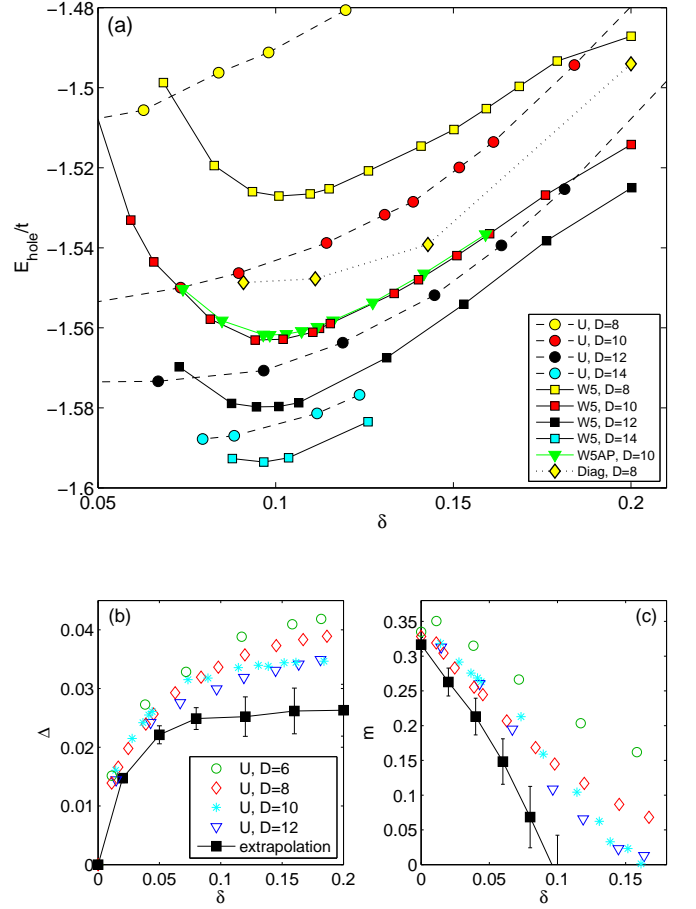 (a)
E_hole/t
−1.48
−1.5
−1.52
−1.54
−1.56
−1.58
−1.6
0.05 0.1 0.15 0.2
δ
U, D=8
U, D=10
U, D=12
U, D=14
W5, D=8
W5, D=10
W5, D=12
W5, D=14
W5AP, D=10
Diag, D=8
(b)
Δ
0.04
0.03
0.02
0.01
0
0 0.05 0.1 0.15 0.2
δ
U, D=6
U, D=8
U, D=10
U, D=12
extrapolation
(c)
m
0.35
0.3
0.25
0.2
0.15
0.1
0.05
0
0 0.05 0.1 0.15
δ